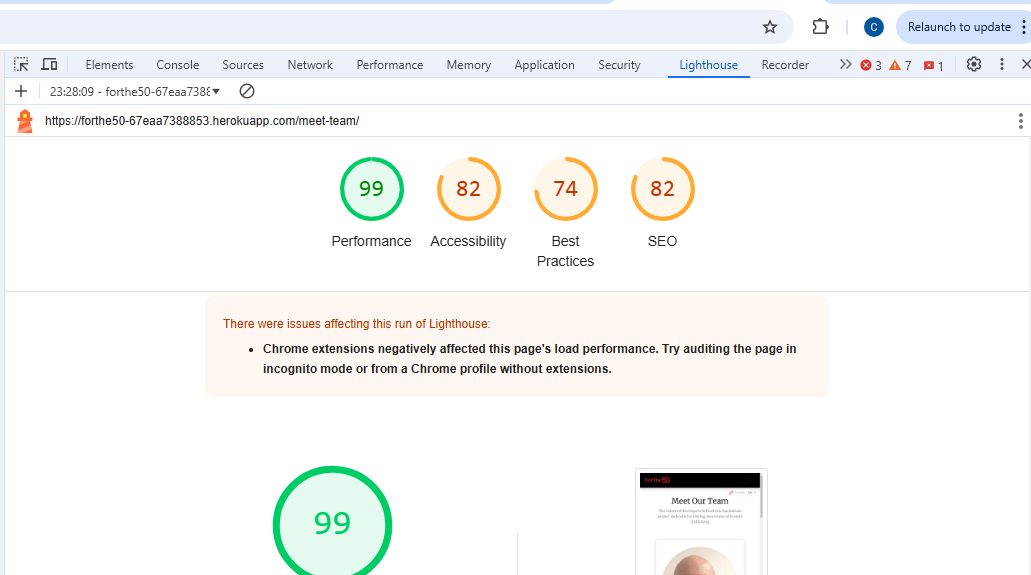 C
Relaunch to update
Elements Console Sources Network Performance Memory Application Security Lighthouse Recorder 3 7 1
23:28:09 - forthe50-67eaa7388
https://forthe50-67eaa7388853.herokuapp.com/meet-team/
99 82 74 82
Performance Accessibility Best SEO
Practices
There were issues affecting this run of Lighthouse:
• Chrome extensions negatively affected this page's load performance. Try auditing the page in
incognito mode or from a Chrome profile without extensions.
99
ForThe50
Meet Our Team